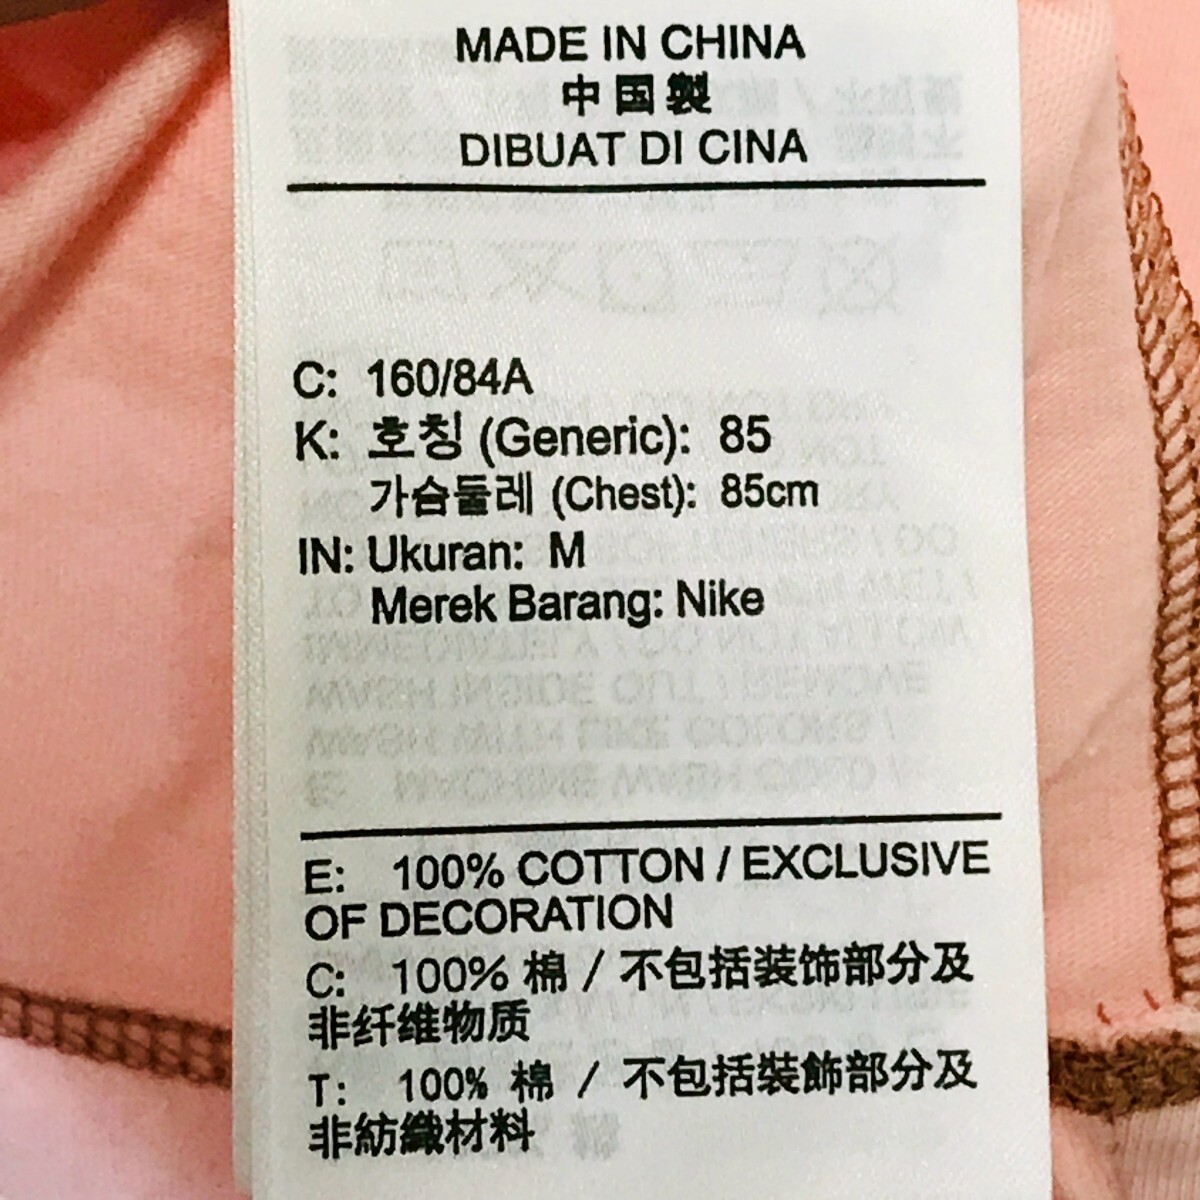 MADE IN CHINA
中国製
DIBUAT DI CINA
C: 160/84A
K: 호칭 (Generic): 85
가슴둘레 (Chest): 85cm
IN: Ukuran: M
Merek Barang: Nike
E: 100% COTTON / EXCLUSIVE
OF DECORATION
C: 100% 棉 / 不包括装饰部分及
非纤维物质
T: 100% 棉 / 不包括裝飾部分及
非紡織材料